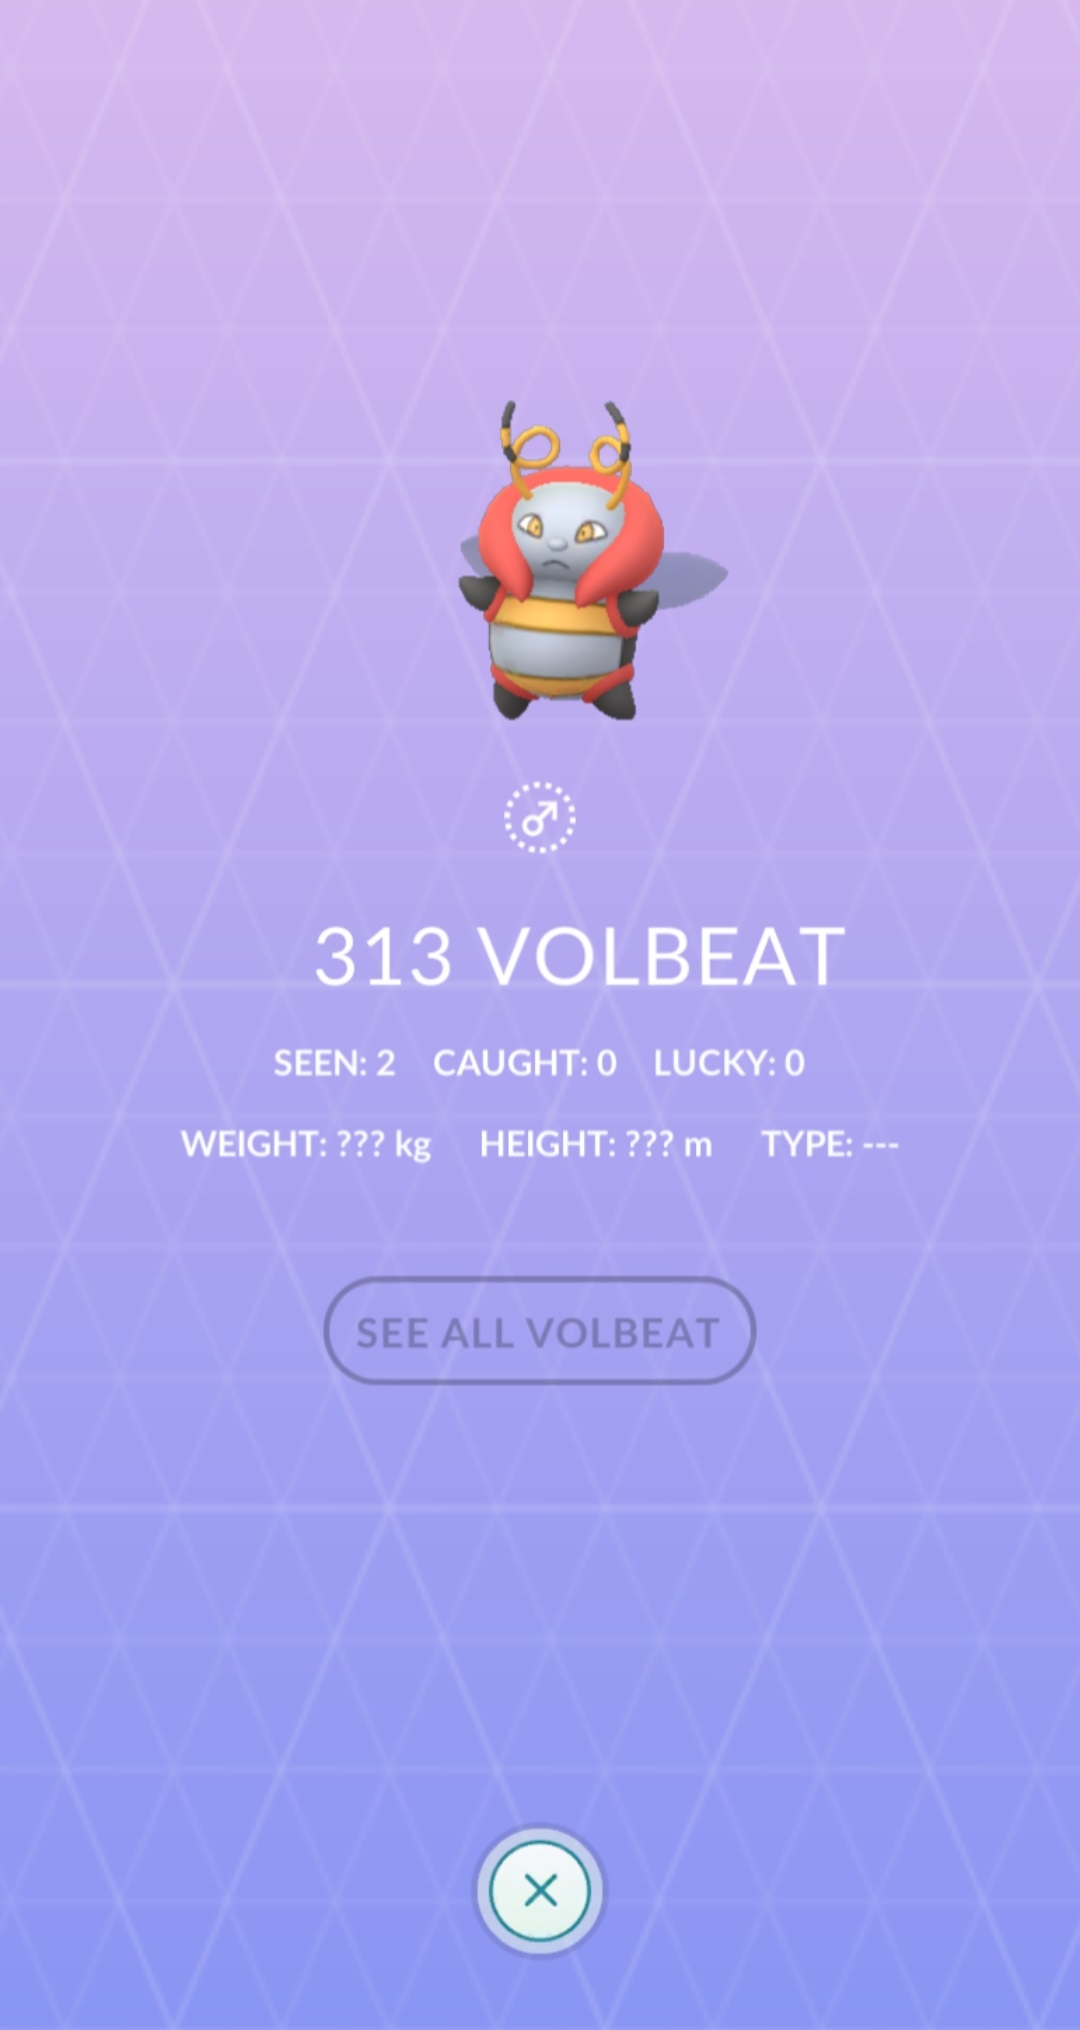 313 VOLBEAT
SEEN: 2 CAUGHT: 0 LUCKY: 0
WEIGHT: ??? kg HEIGHT: ??? m TYPE: ---
SEE ALL VOLBEAT